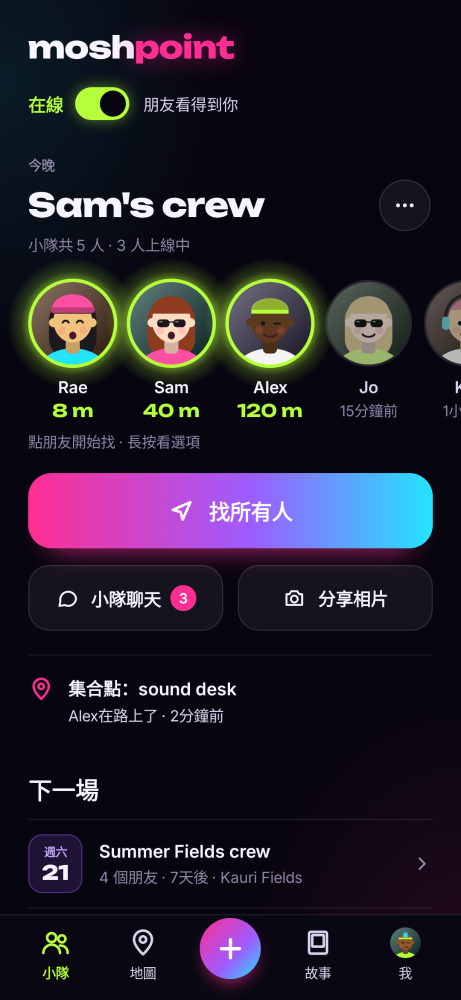 moshpoint
在線 朋友看得到你
今晚
Sam's crew
小隊共 5 人 · 3 人上線中
Rae Sam Alex Jo
8 m 40 m 120 m 15分鐘前
點朋友開始找 · 長按看選項
找所有人
小隊聊天 3 分享相片
集合點：sound desk
Alex在路上了 · 2分鐘前
下一場
週六
21
Summer Fields crew
4 個朋友 · 7天後 · Kauri Fields
小隊 地圖 故事 我